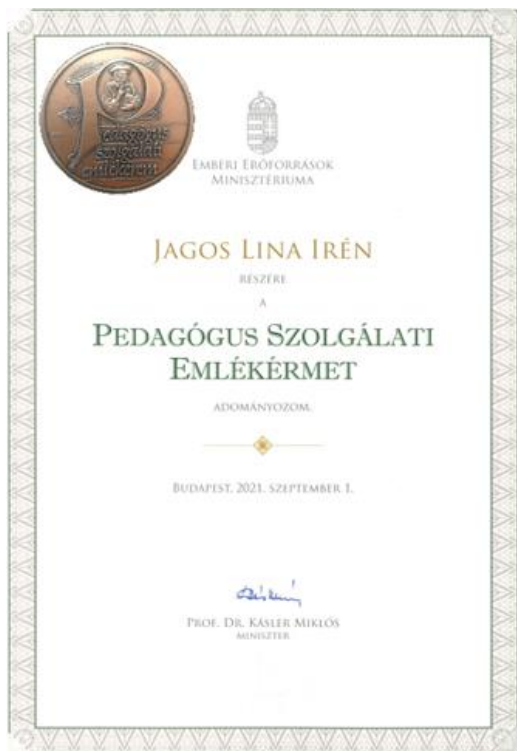 Pedagógus
szolgálati
emlékérem
EMBERI ERŐFORRÁSOK
MINISZTÉRIUMA
JAGOS LINA IRÉN
RÉSZÉRE
A
PEDAGÓGUS SZOLGÁLATI
EMLÉKÉRMET
ADOMÁNYOZOM.
BUDAPEST, 2021. SZEPTEMBER 1.
PROF. DR. KÁSLER MIKLÓS
MINISZTER